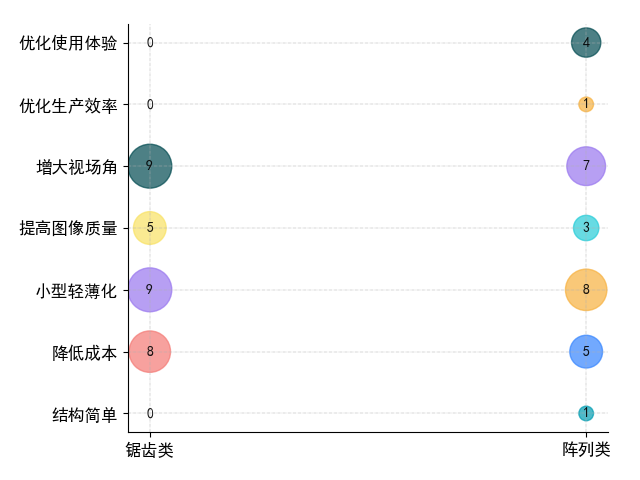 优化使用体验 0 4
优化生产效率 0 1
增大视场角 9 7
提高图像质量 5 3
小型轻薄化 9 8
降低成本 8 5
结构简单 0 1
锯齿类 阵列类